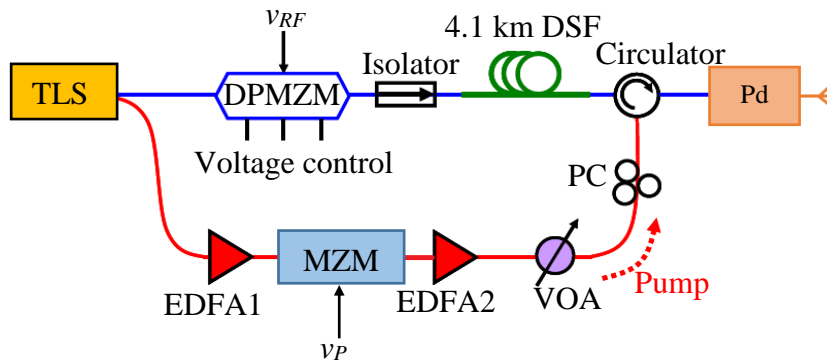 v_RF
4.1 km DSF
Isolator
Circulator
TLS
DPMZM
Pd
Voltage control
PC
MZM
EDFA1
EDFA2
VOA
Pump
v_P